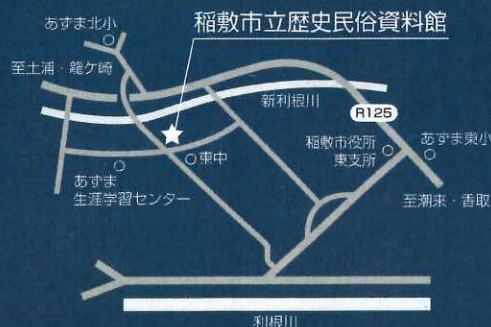 あずま北小
稲敷市立歴史民俗資料館
至土浦・龍ケ崎
新利根川
R125
稲敷市役所
東支所
あずま東小
東中
あずま
生涯学習センター
至潮来・香取
利根川